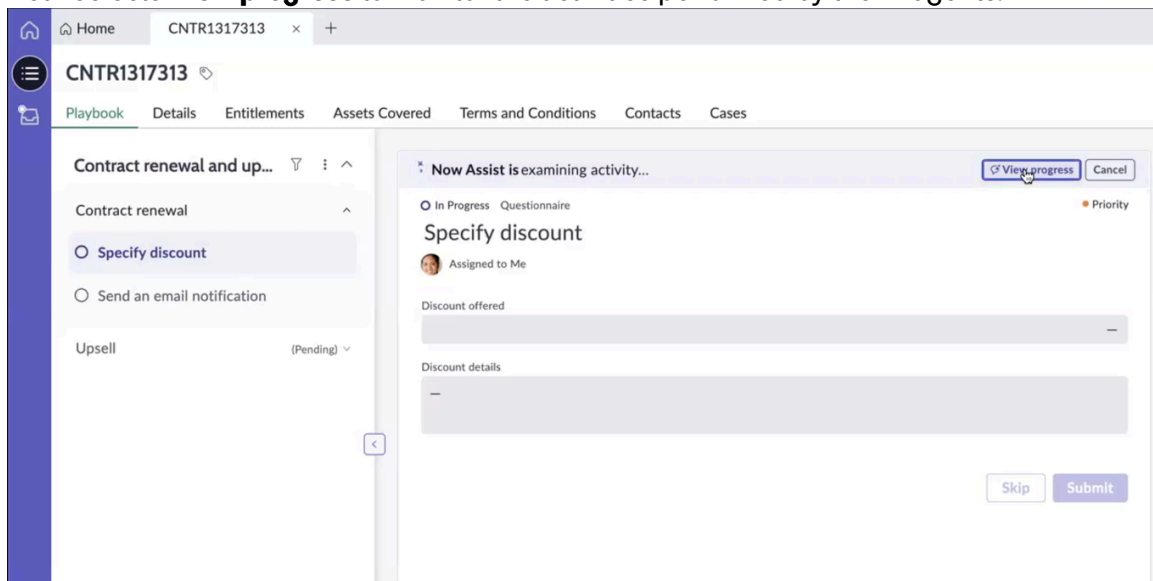 Home CNTR1317313 × +
CNTR1317313
Playbook Details Entitlements Assets Covered Terms and Conditions Contacts Cases
Contract renewal and up...
Now Assist is examining activity... View progress Cancel
In Progress Questionnaire Priority
Contract renewal
Specify discount
Assigned to Me
Specify discount
Send an email notification
Discount offered
—
Upsell (Pending)
Discount details
—
Skip Submit